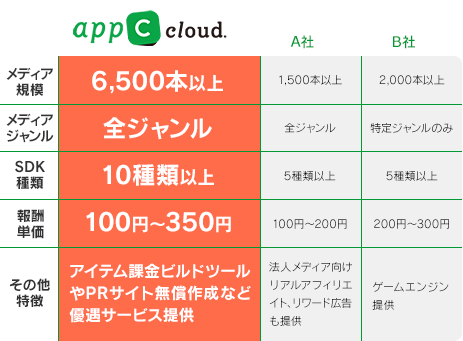 appC cloud.
A社
B社
メディア
規模
6,500本以上
1,500本以上
2,000本以上
メディア
ジャンル
全ジャンル
全ジャンル
特定ジャンルのみ
SDK
種類
10種類以上
5種類以上
5種類以上
報酬
単価
100円〜350円
100円〜200円
200円〜300円
その他
特徴
アイテム課金ビルドツール
やPRサイト無償作成など
優遇サービス提供
法人メディア向け
リアルアフィリエ
イト、リワード広告
も提供
ゲームエンジン
提供